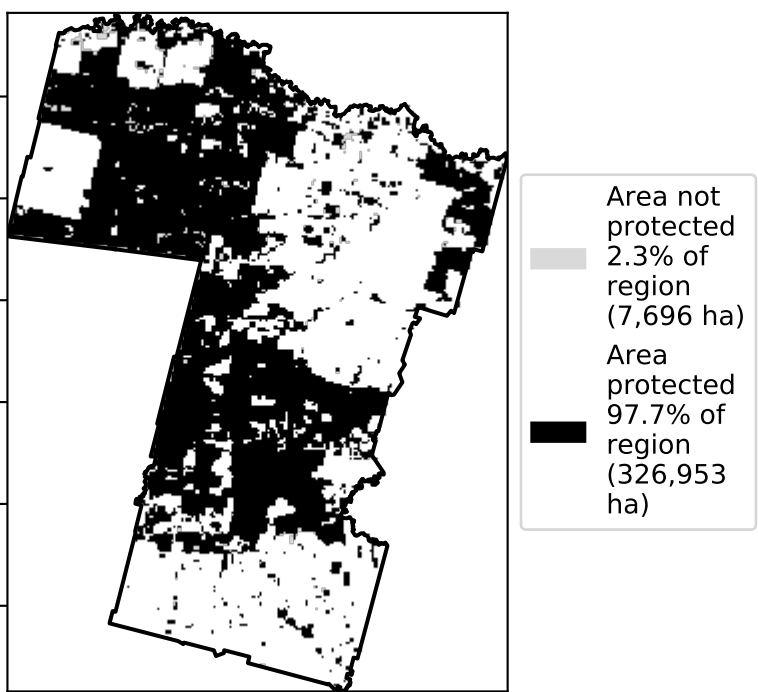 Area not
protected
2.3% of
region
(7,696 ha)
Area
protected
97.7% of
region
(326,953
ha)